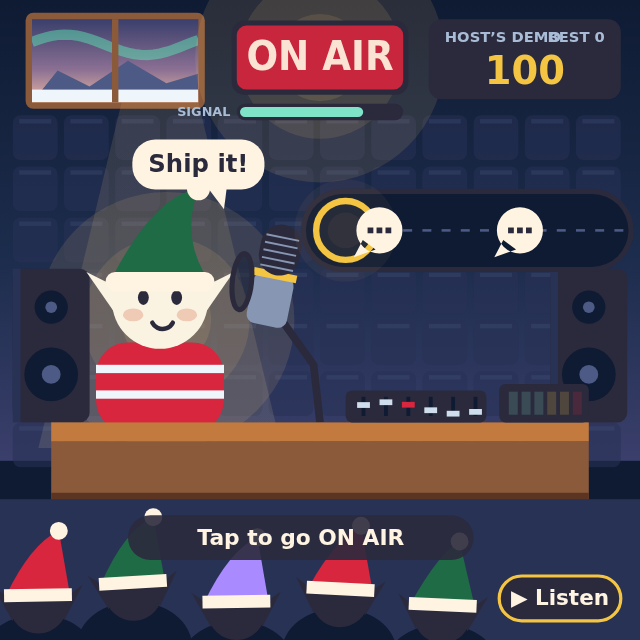 ON AIR
HOST'S DEMO
BEST 0
100
SIGNAL
Ship it!
Tap to go ON AIR
▶ Listen